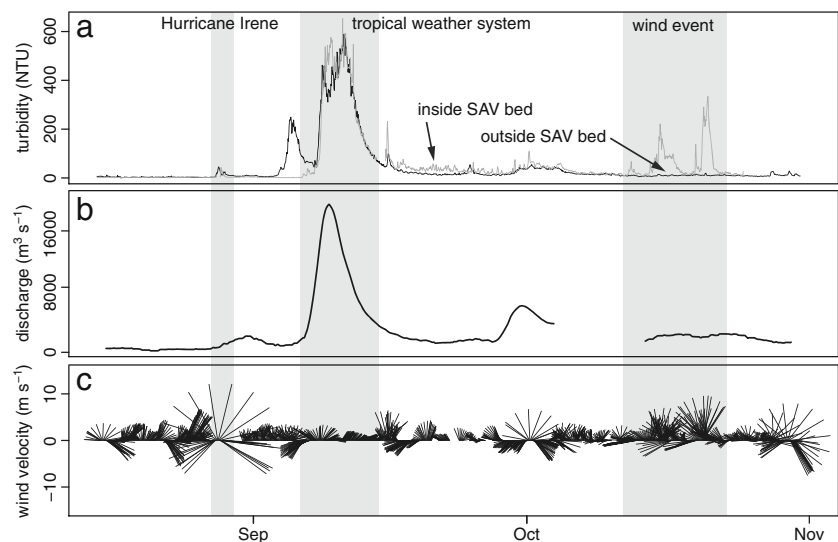 a
Hurricane Irene
tropical weather system
wind event
inside SAV bed
outside SAV bed
turbidity (NTU)
600
400
200
0
b
discharge (m³ s⁻¹)
16000
8000
0
c
wind velocity (m s⁻¹)
10
0
−10
Sep
Oct
Nov